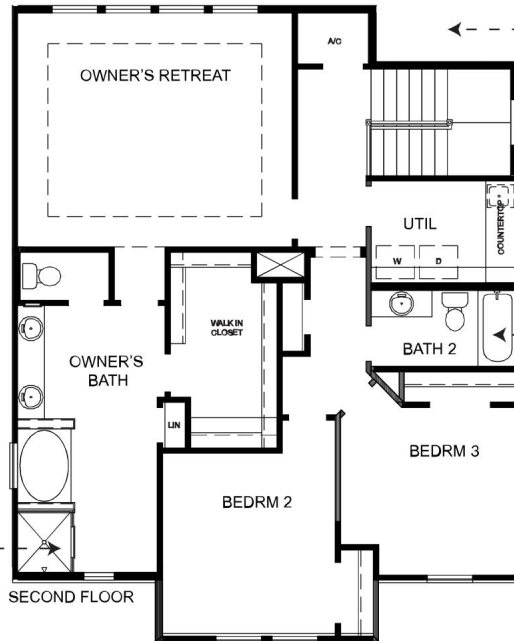 A/C
OWNER'S RETREAT
UTIL
COUNTERTOP
W
D
WALK IN
CLOSET
OWNER'S
BATH
BATH 2
LIN
BEDRM 3
BEDRM 2
SECOND FLOOR